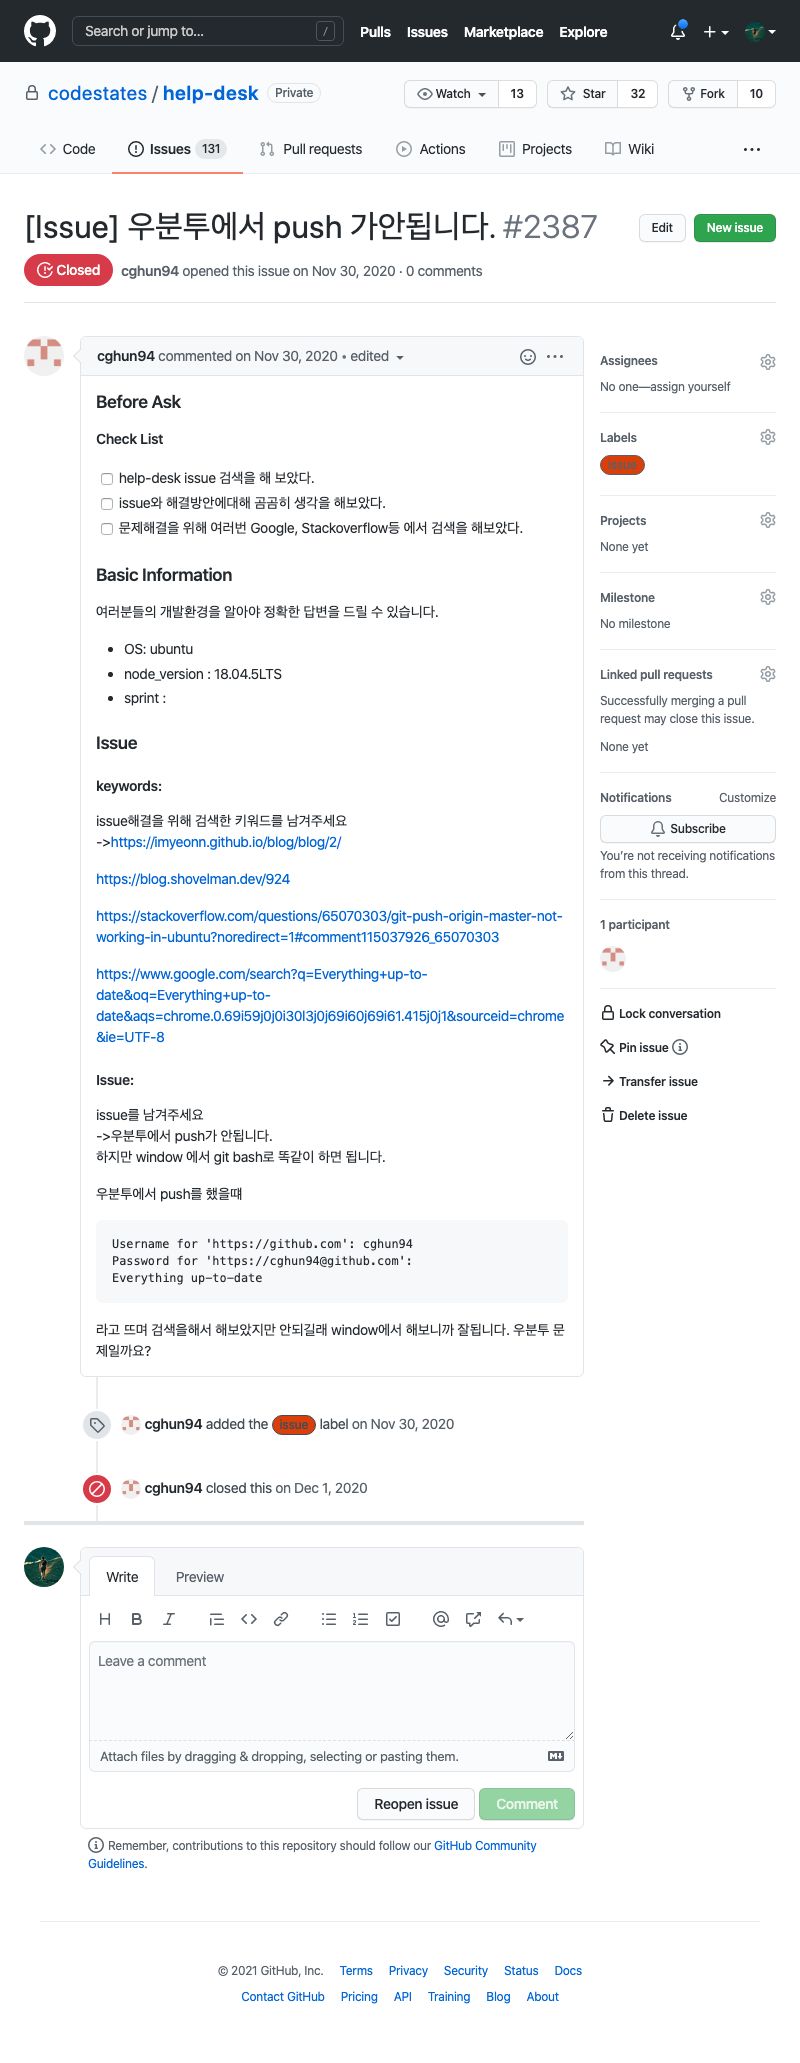 Search or jump to... /
Pulls Issues Marketplace Explore
codestates / help-desk Private
Watch 13 Star 32 Fork 10
Code Issues 131 Pull requests Actions Projects Wiki ...
[Issue] 우분투에서 push 가안됩니다. #2387
Edit New issue
Closed cghun94 opened this issue on Nov 30, 2020 · 0 comments
cghun94 commented on Nov 30, 2020 • edited
Before Ask
Check List
help-desk issue 검색을 해 보았다.
issue와 해결방안에대해 곰곰히 생각을 해보았다.
문제해결을 위해 여러번 Google, Stackoverflow등 에서 검색을 해보았다.
Basic Information
여러분들의 개발환경을 알아야 정확한 답변을 드릴 수 있습니다.
• OS: ubuntu
• node_version : 18.04.5LTS
• sprint :
Issue
keywords:
issue해결을 위해 검색한 키워드를 남겨주세요
->https://imyeonn.github.io/blog/blog/2/
https://blog.shovelman.dev/924
https://stackoverflow.com/questions/65070303/git-push-origin-master-not-
working-in-ubuntu?noredirect=1#comment115037926_65070303
https://www.google.com/search?q=Everything+up-to-
date&oq=Everything+up-to-
date&aqs=chrome.0.69i59j0j0i30l3j0j69i60j69i61.415j0j1&sourceid=chrome
&ie=UTF-8
Issue:
issue를 남겨주세요
->우분투에서 push가 안됩니다.
하지만 window 에서 git bash로 똑같이 하면 됩니다.
우분투에서 push를 했을떄
Username for 'https://github.com': cghun94
Password for 'https://cghun94@github.com':
Everything up-to-date
라고 뜨며 검색을해서 해보았지만 안되길래 window에서 해보니까 잘됩니다. 우분투 문
제일까요?
cghun94 added the issue label on Nov 30, 2020
cghun94 closed this on Dec 1, 2020
Assignees
No one—assign yourself
Labels
issue
Projects
None yet
Milestone
No milestone
Linked pull requests
Successfully merging a pull
request may close this issue.
None yet
Notifications Customize
Subscribe
You're not receiving notifications
from this thread.
1 participant
Lock conversation
Pin issue
Transfer issue
Delete issue
Write Preview
H B I
Leave a comment
Attach files by dragging & dropping, selecting or pasting them.
Reopen issue Comment
Remember, contributions to this repository should follow our GitHub Community
Guidelines.
© 2021 GitHub, Inc. Terms Privacy Security Status Docs
Contact GitHub Pricing API Training Blog About